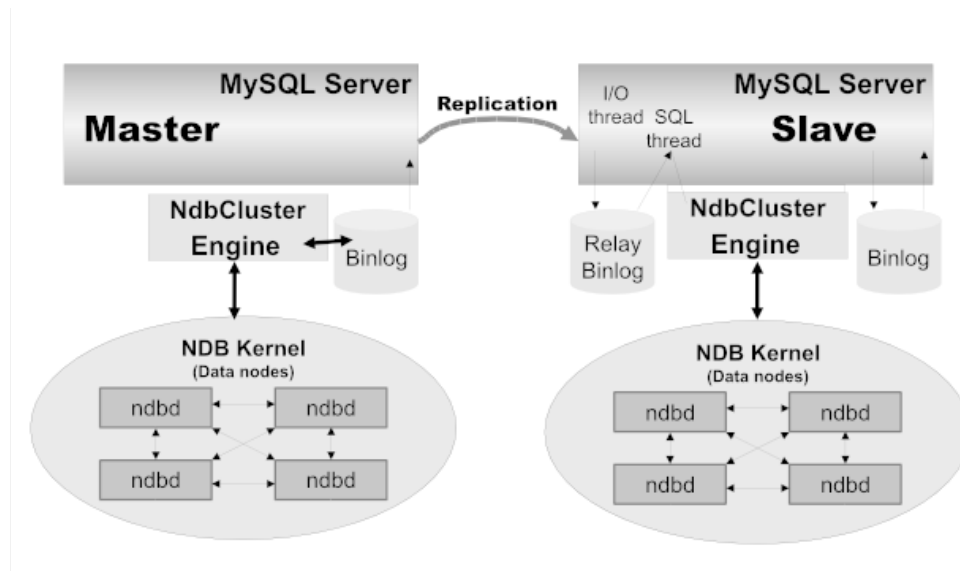 MySQL Server
Master
Replication
MySQL Server
I/O
thread
SQL
thread
Slave
NdbCluster
Engine
Binlog
Relay
Binlog
NdbCluster
Engine
Binlog
NDB Kernel
(Data nodes)
ndbd
ndbd
ndbd
ndbd
NDB Kernel
(Data nodes)
ndbd
ndbd
ndbd
ndbd